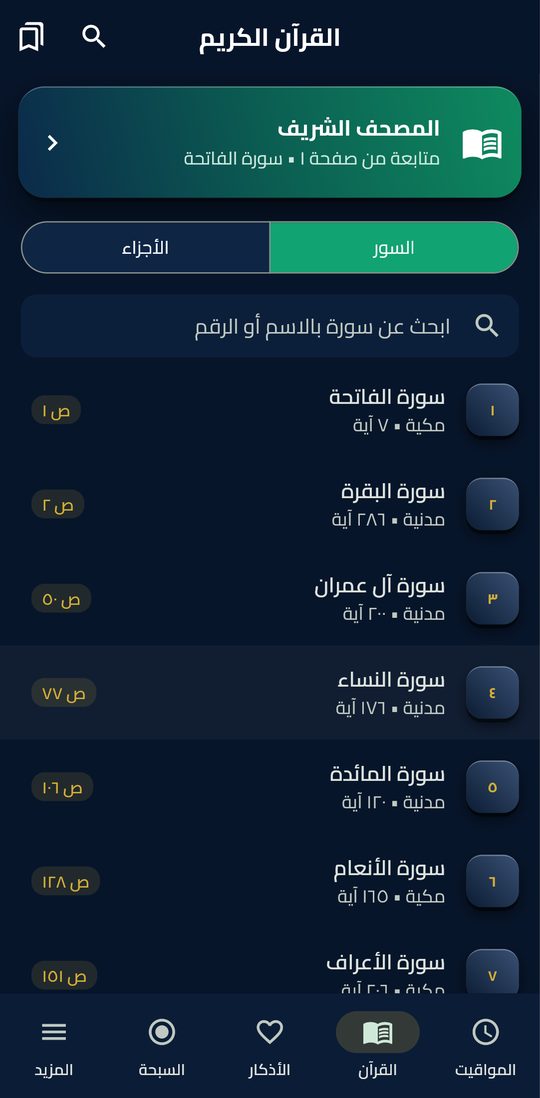 القرآن الكريم
المصحف الشريف
متابعة من صفحة ١ • سورة الفاتحة
السور
الأجزاء
ابحث عن سورة بالاسم أو الرقم
١
سورة الفاتحة
مكية • ٧ آية
ص ١
٢
سورة البقرة
مدنية • ٢٨٦ آية
ص ٢
٣
سورة آل عمران
مدنية • ٢٠٠ آية
ص ٥٠
٤
سورة النساء
مدنية • ١٧٦ آية
ص ٧٧
٥
سورة المائدة
مدنية • ١٢٠ آية
ص ١٠٦
٦
سورة الأنعام
مكية • ١٦٥ آية
ص ١٢٨
٧
سورة الأعراف
مكية • ٢٠٦ آية
ص ١٥١
المواقيت
القرآن
الأذكار
السبحة
المزيد